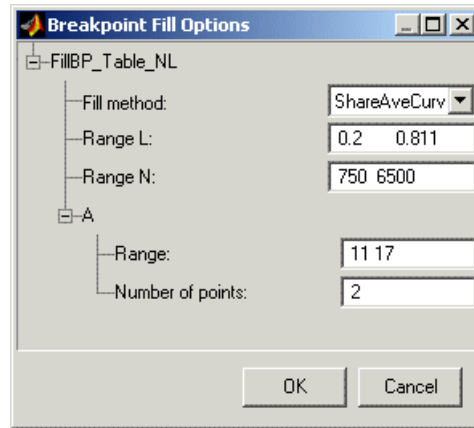 Breakpoint Fill Options
FillBP_Table_NL
Fill method: ShareAveCurv
Range L: 0.2 0.811
Range N: 750 6500
A
Range: 11 17
Number of points: 2
OK Cancel